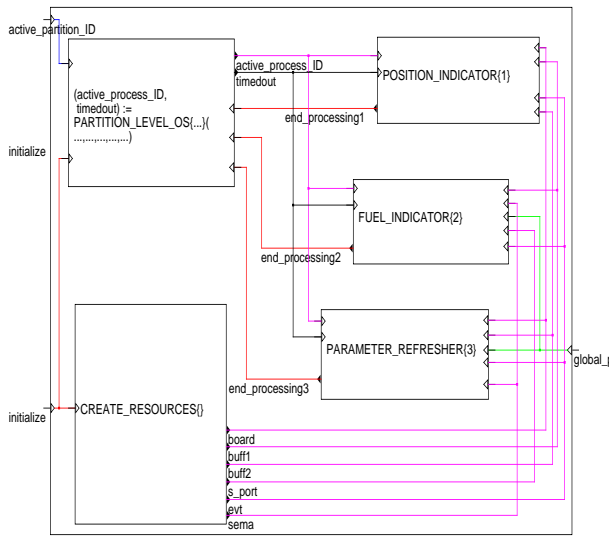 active_partition_ID
active_process_ID
timedout
POSITION_INDICATOR{1}
(active_process_ID,
timedout) :=
PARTITION_LEVEL_OS{...}(
...,...,...,...,...)
end_processing1
initialize
FUEL_INDICATOR{2}
end_processing2
PARAMETER_REFRESHER{3}
global_p
end_processing3
initialize
CREATE_RESOURCES{}
board
buff1
buff2
s_port
evt
sema